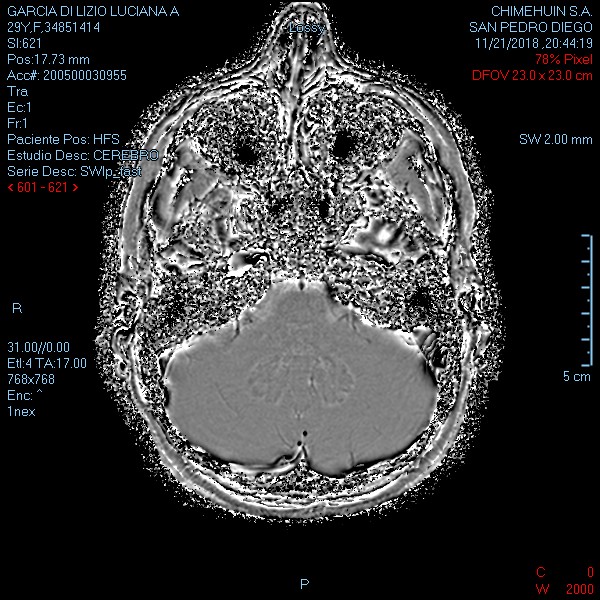 GARCIA DI LIZIO LUCIANA A
29Y,F,34851414
Sl:621
Pos:17.73 mm
Acc#: 200500030955
Tra
Ec:1
Fr:1
Paciente Pos: HFS
Estudio Desc: CEREBRO
Serie Desc: SWIp_fast
< 601 - 621 >
Lossy
CHIMEHUIN S.A.
SAN PEDRO DIEGO
11/21/2018 ,20:44:19
78% Pixel
DFOV 23.0 x 23.0 cm
SW 2.00 mm
R
31.00//0.00
Etl:4 TA:17.00
768x768
Enc: ^
1nex
5 cm
P
C 0
W 2000